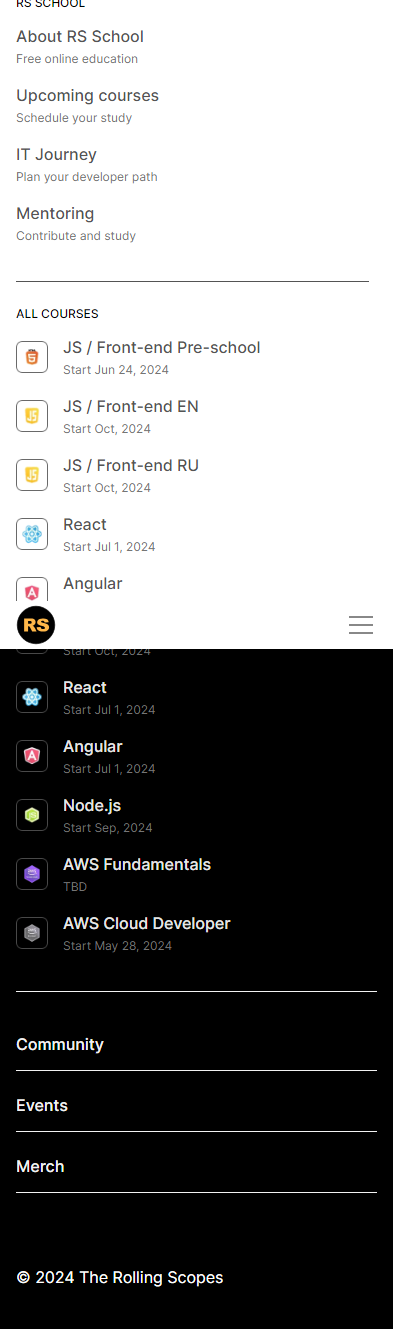 RS SCHOOL
About RS School
Free online education
Upcoming courses
Schedule your study
IT Journey
Plan your developer path
Mentoring
Contribute and study
ALL COURSES
JS / Front-end Pre-school
Start Jun 24, 2024
JS / Front-end EN
Start Oct, 2024
JS / Front-end RU
Start Oct, 2024
React
Start Jul 1, 2024
Angular
RS
Start Oct, 2024
React
Start Jul 1, 2024
Angular
Start Jul 1, 2024
Node.js
Start Sep, 2024
AWS Fundamentals
TBD
AWS Cloud Developer
Start May 28, 2024
Community
Events
Merch
© 2024 The Rolling Scopes